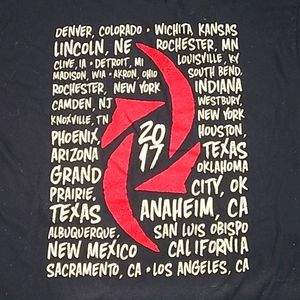 DENVER, COLORADO • WICHITA, KANSAS
LINCOLN, NE ROCHESTER, MN
CLIVE, IA • DETROIT, MI LOUISVILLE, KY
MADISON, WIA • AKRON, OHIO SOUTH BEND,
ROCHESTER, NEW YORK INDIANA
CAMDEN, NJ WESTBURY,
KNOXVILLE, TN NEW YORK
PHOENIX, 20 HOUSTON,
ARIZONA 17 TEXAS
GRAND OKLAHOMA
PRAIRIE, CITY, OK
TEXAS ANAHEIM, CA
ALBUQUERQUE, SAN LUIS OBISPO
NEW MEXICO CALIFORNIA
SACRAMENTO, CA • LOS ANGELES, CA